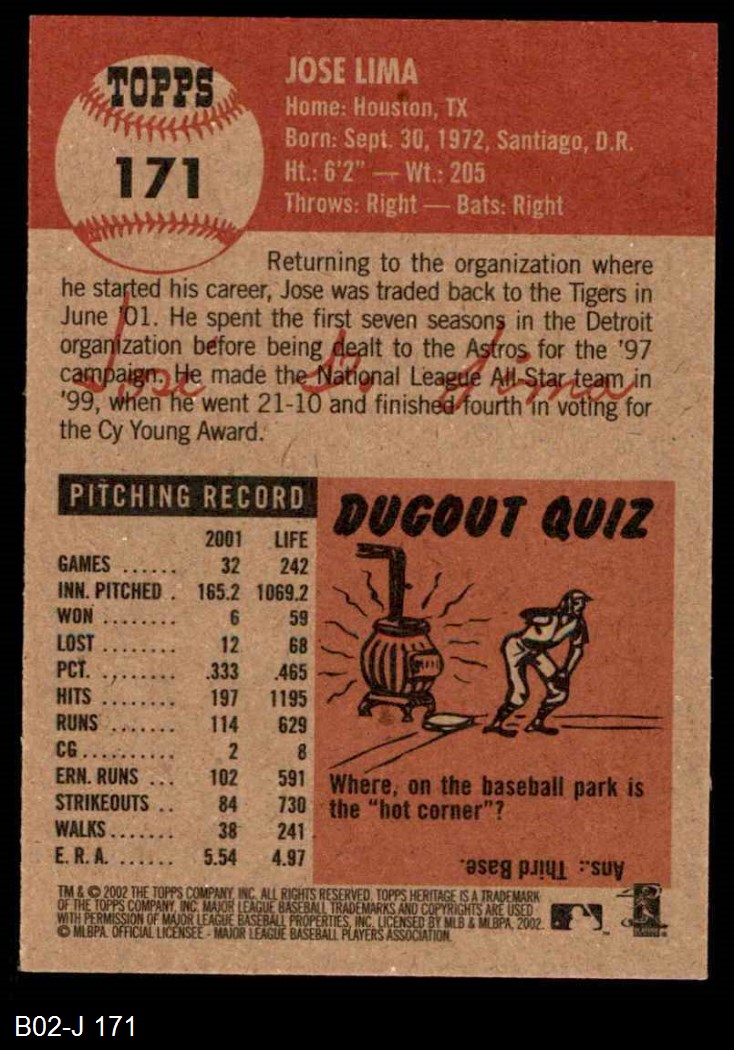 TOPPS
171
JOSE LIMA
Home: Houston, TX
Born: Sept. 30, 1972, Santiago, D.R.
Ht.: 6'2" — Wt.: 205
Throws: Right — Bats: Right
Returning to the organization where
he started his career, Jose was traded back to the Tigers in
June '01. He spent the first seven seasons in the Detroit
organization before being dealt to the Astros for the '97
campaign. He made the National League All-Star team in
'99, when he went 21-10 and finished fourth in voting for
the Cy Young Award.
Jose D. Lima
PITCHING RECORD
2001 LIFE
GAMES ...... 32 242
INN. PITCHED . 165.2 1069.2
WON ........ 6 59
LOST ........ 12 68
PCT. ........ .333 .465
HITS ........ 197 1195
RUNS ....... 114 629
CG.......... 2 8
ERN. RUNS ... 102 591
STRIKEOUTS .. 84 730
WALKS....... 38 241
E. R. A. ...... 5.54 4.97
DUGOUT QUIZ
Where, on the baseball park is
the "hot corner"?
Ans.: Third Base.
TM & © 2002 THE TOPPS COMPANY, INC. ALL RIGHTS RESERVED. TOPPS HERITAGE IS A TRADEMARK
OF THE TOPPS COMPANY, INC. MAJOR LEAGUE BASEBALL TRADEMARKS AND COPYRIGHTS ARE USED
WITH PERMISSION OF MAJOR LEAGUE BASEBALL PROPERTIES, INC. LICENSED BY MLB & MLBPA, 2002.
© MLBPA. OFFICIAL LICENSEE - MAJOR LEAGUE BASEBALL PLAYERS ASSOCIATION.
B02-J 171